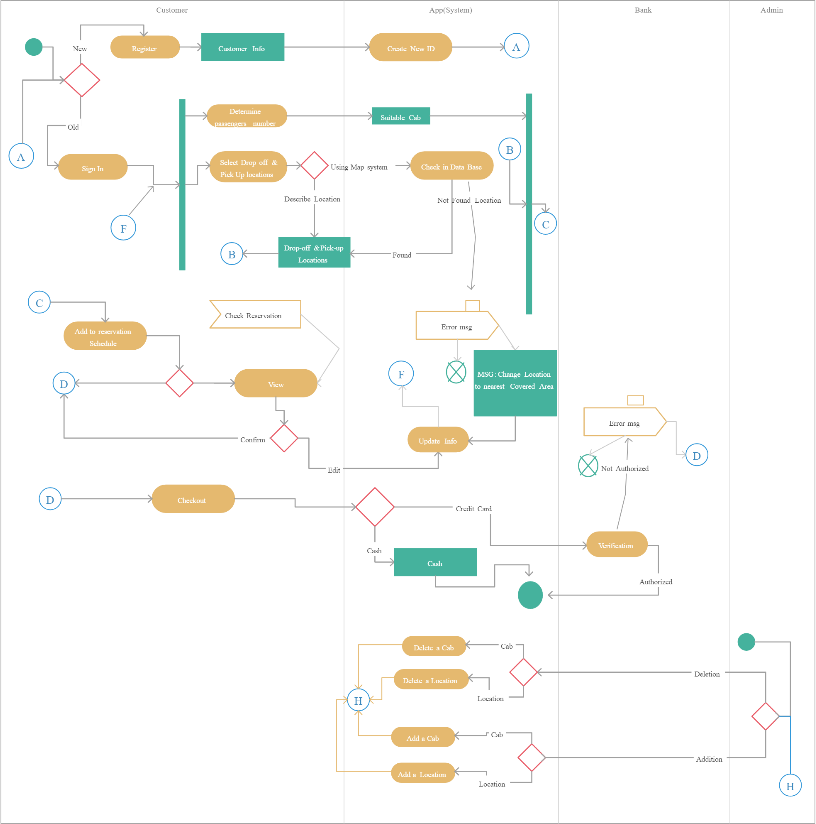 Customer
App(System)
Bank
Admin
New
Register
Customer Info
Create New ID
A
Old
A
Sign In
F
Determine
passengers number
Suitable Cab
Select Drop off &
Pick Up locations
Using Map system
Check in Data Base
B
Describe Location
Not Found Location
C
B
Drop-off & Pick-up
Locations
Found
C
Check Reservation
Add to reservation
Schedule
Error msg
D
View
F
MSG: Change Location
to nearest Covered Area
Confirm
Update Info
Edit
Error msg
D
Not Authorized
D
Checkout
Credit Card
Cash
Cash
Verification
Authorized
Delete a Cab
Cab
Deletion
Delete a Location
Location
H
Add a Cab
Cab
Addition
Add a Location
Location
H